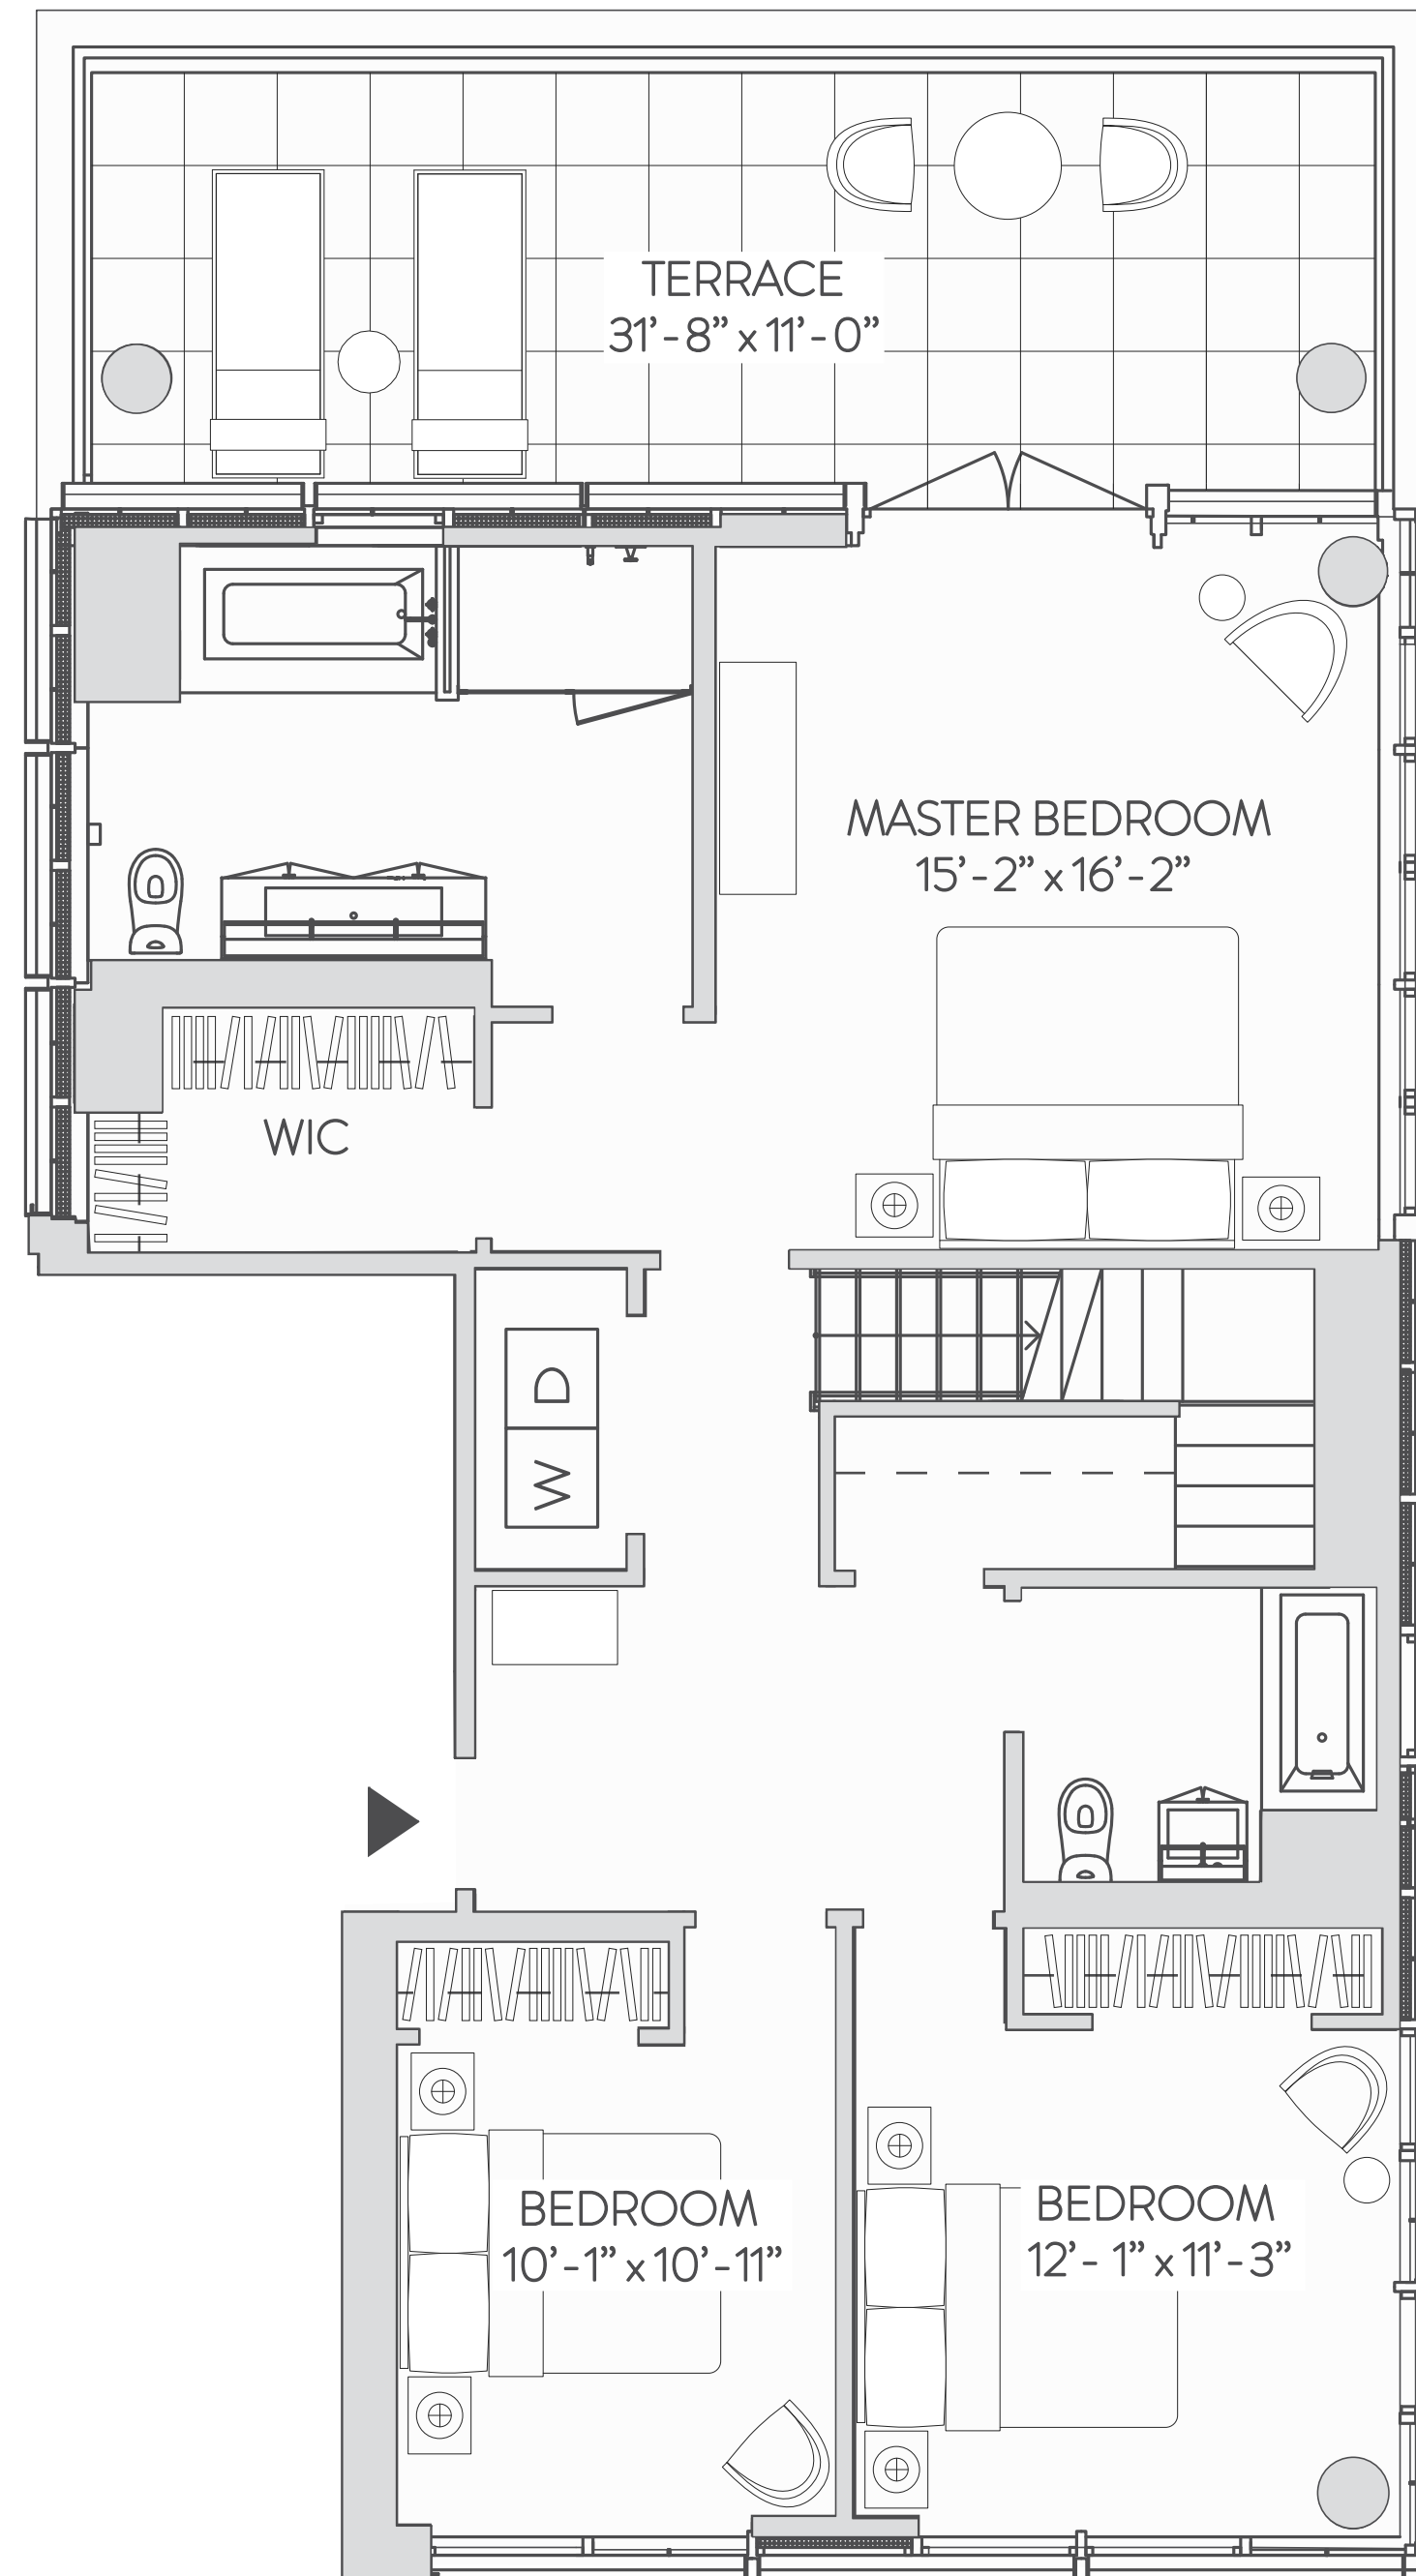 TERRACE
31’-8” x 11’-0”
MASTER BEDROOM
15’-2” x 16’-2”
WIC
D
W
BEDROOM
10’-1” x 10’-11”
BEDROOM
12’- 1” x 11’-3”